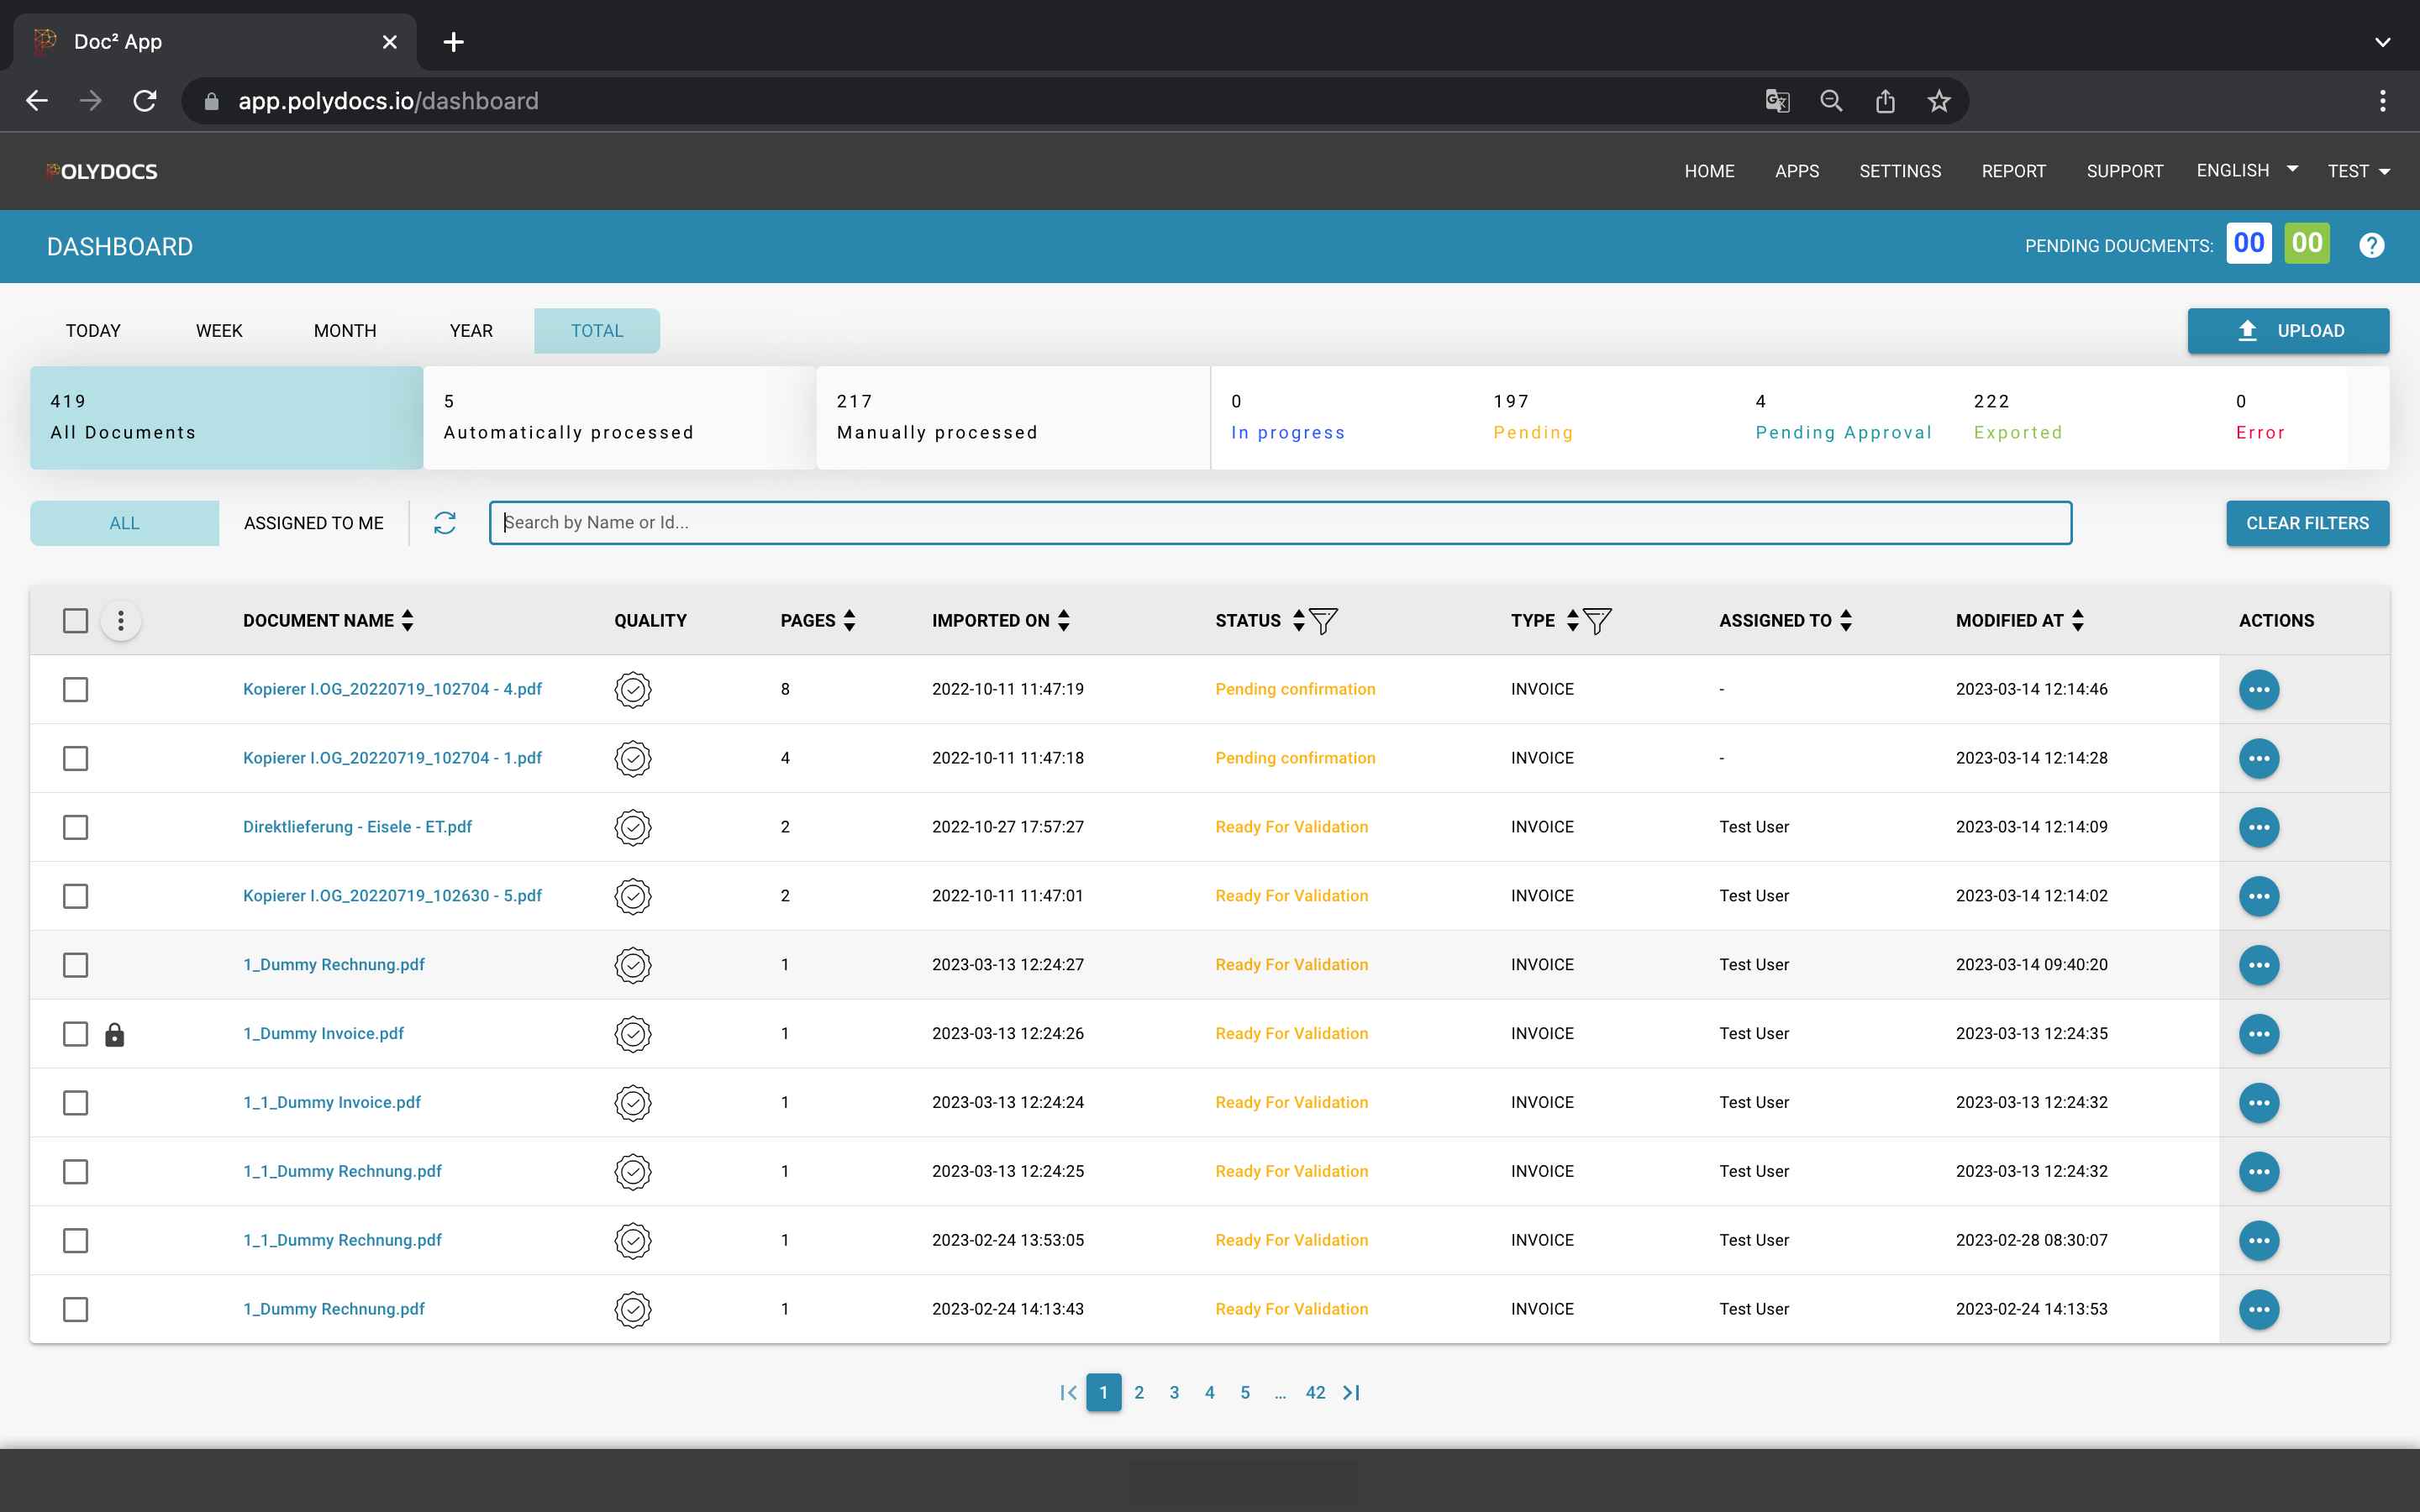 Doc² App
app.polydocs.io/dashboard
POLYDOCS
HOME APPS SETTINGS REPORT SUPPORT ENGLISH TEST
DASHBOARD
PENDING DOUCMENTS: 00 00 ?
TODAY WEEK MONTH YEAR TOTAL
UPLOAD
419 5 217 0 197 4 222 0
All Documents Automatically processed Manually processed In progress Pending Pending Approval Exported Error
ALL ASSIGNED TO ME Search by Name or Id... CLEAR FILTERS
DOCUMENT NAME QUALITY PAGES IMPORTED ON STATUS TYPE ASSIGNED TO MODIFIED AT ACTIONS
Kopierer I.OG_20220719_102704 - 4.pdf 8 2022-10-11 11:47:19 Pending confirmation INVOICE - 2023-03-14 12:14:46
Kopierer I.OG_20220719_102704 - 1.pdf 4 2022-10-11 11:47:18 Pending confirmation INVOICE - 2023-03-14 12:14:28
Direktlieferung - Eisele - ET.pdf 2 2022-10-27 17:57:27 Ready For Validation INVOICE Test User 2023-03-14 12:14:09
Kopierer I.OG_20220719_102630 - 5.pdf 2 2022-10-11 11:47:01 Ready For Validation INVOICE Test User 2023-03-14 12:14:02
1_Dummy Rechnung.pdf 1 2023-03-13 12:24:27 Ready For Validation INVOICE Test User 2023-03-14 09:40:20
1_Dummy Invoice.pdf 1 2023-03-13 12:24:26 Ready For Validation INVOICE Test User 2023-03-13 12:24:35
1_1_Dummy Invoice.pdf 1 2023-03-13 12:24:24 Ready For Validation INVOICE Test User 2023-03-13 12:24:32
1_1_Dummy Rechnung.pdf 1 2023-03-13 12:24:25 Ready For Validation INVOICE Test User 2023-03-13 12:24:32
1_1_Dummy Rechnung.pdf 1 2023-02-24 13:53:05 Ready For Validation INVOICE Test User 2023-02-28 08:30:07
1_Dummy Rechnung.pdf 1 2023-02-24 14:13:43 Ready For Validation INVOICE Test User 2023-02-24 14:13:53
1 2 3 4 5 ... 42